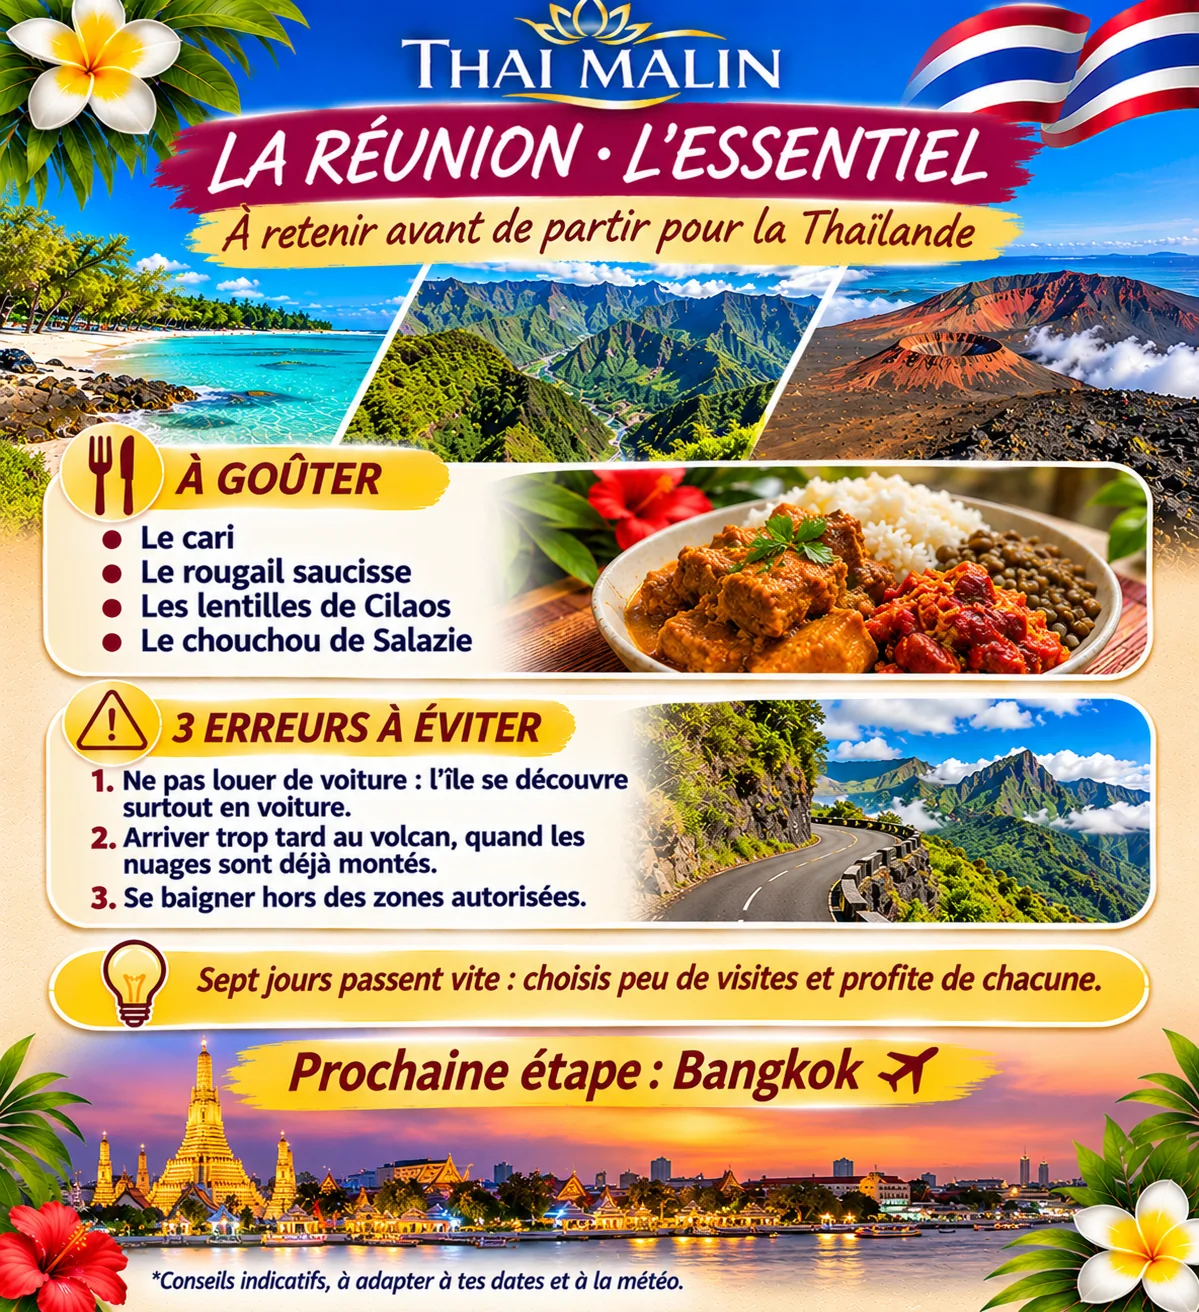 THAI MALIN
LA RÉUNION · L'ESSENTIEL
À retenir avant de partir pour la Thaïlande
À GOÛTER
● Le cari
● Le rougail saucisse
● Les lentilles de Cilaos
● Le chouchou de Salazie
3 ERREURS À ÉVITER
1. Ne pas louer de voiture : l'île se découvre
surtout en voiture.
2. Arriver trop tard au volcan, quand les
nuages sont déjà montés.
3. Se baigner hors des zones autorisées.
Sept jours passent vite : choisis peu de visites et profite de chacune.
Prochaine étape : Bangkok
*Conseils indicatifs, à adapter à tes dates et à la météo.